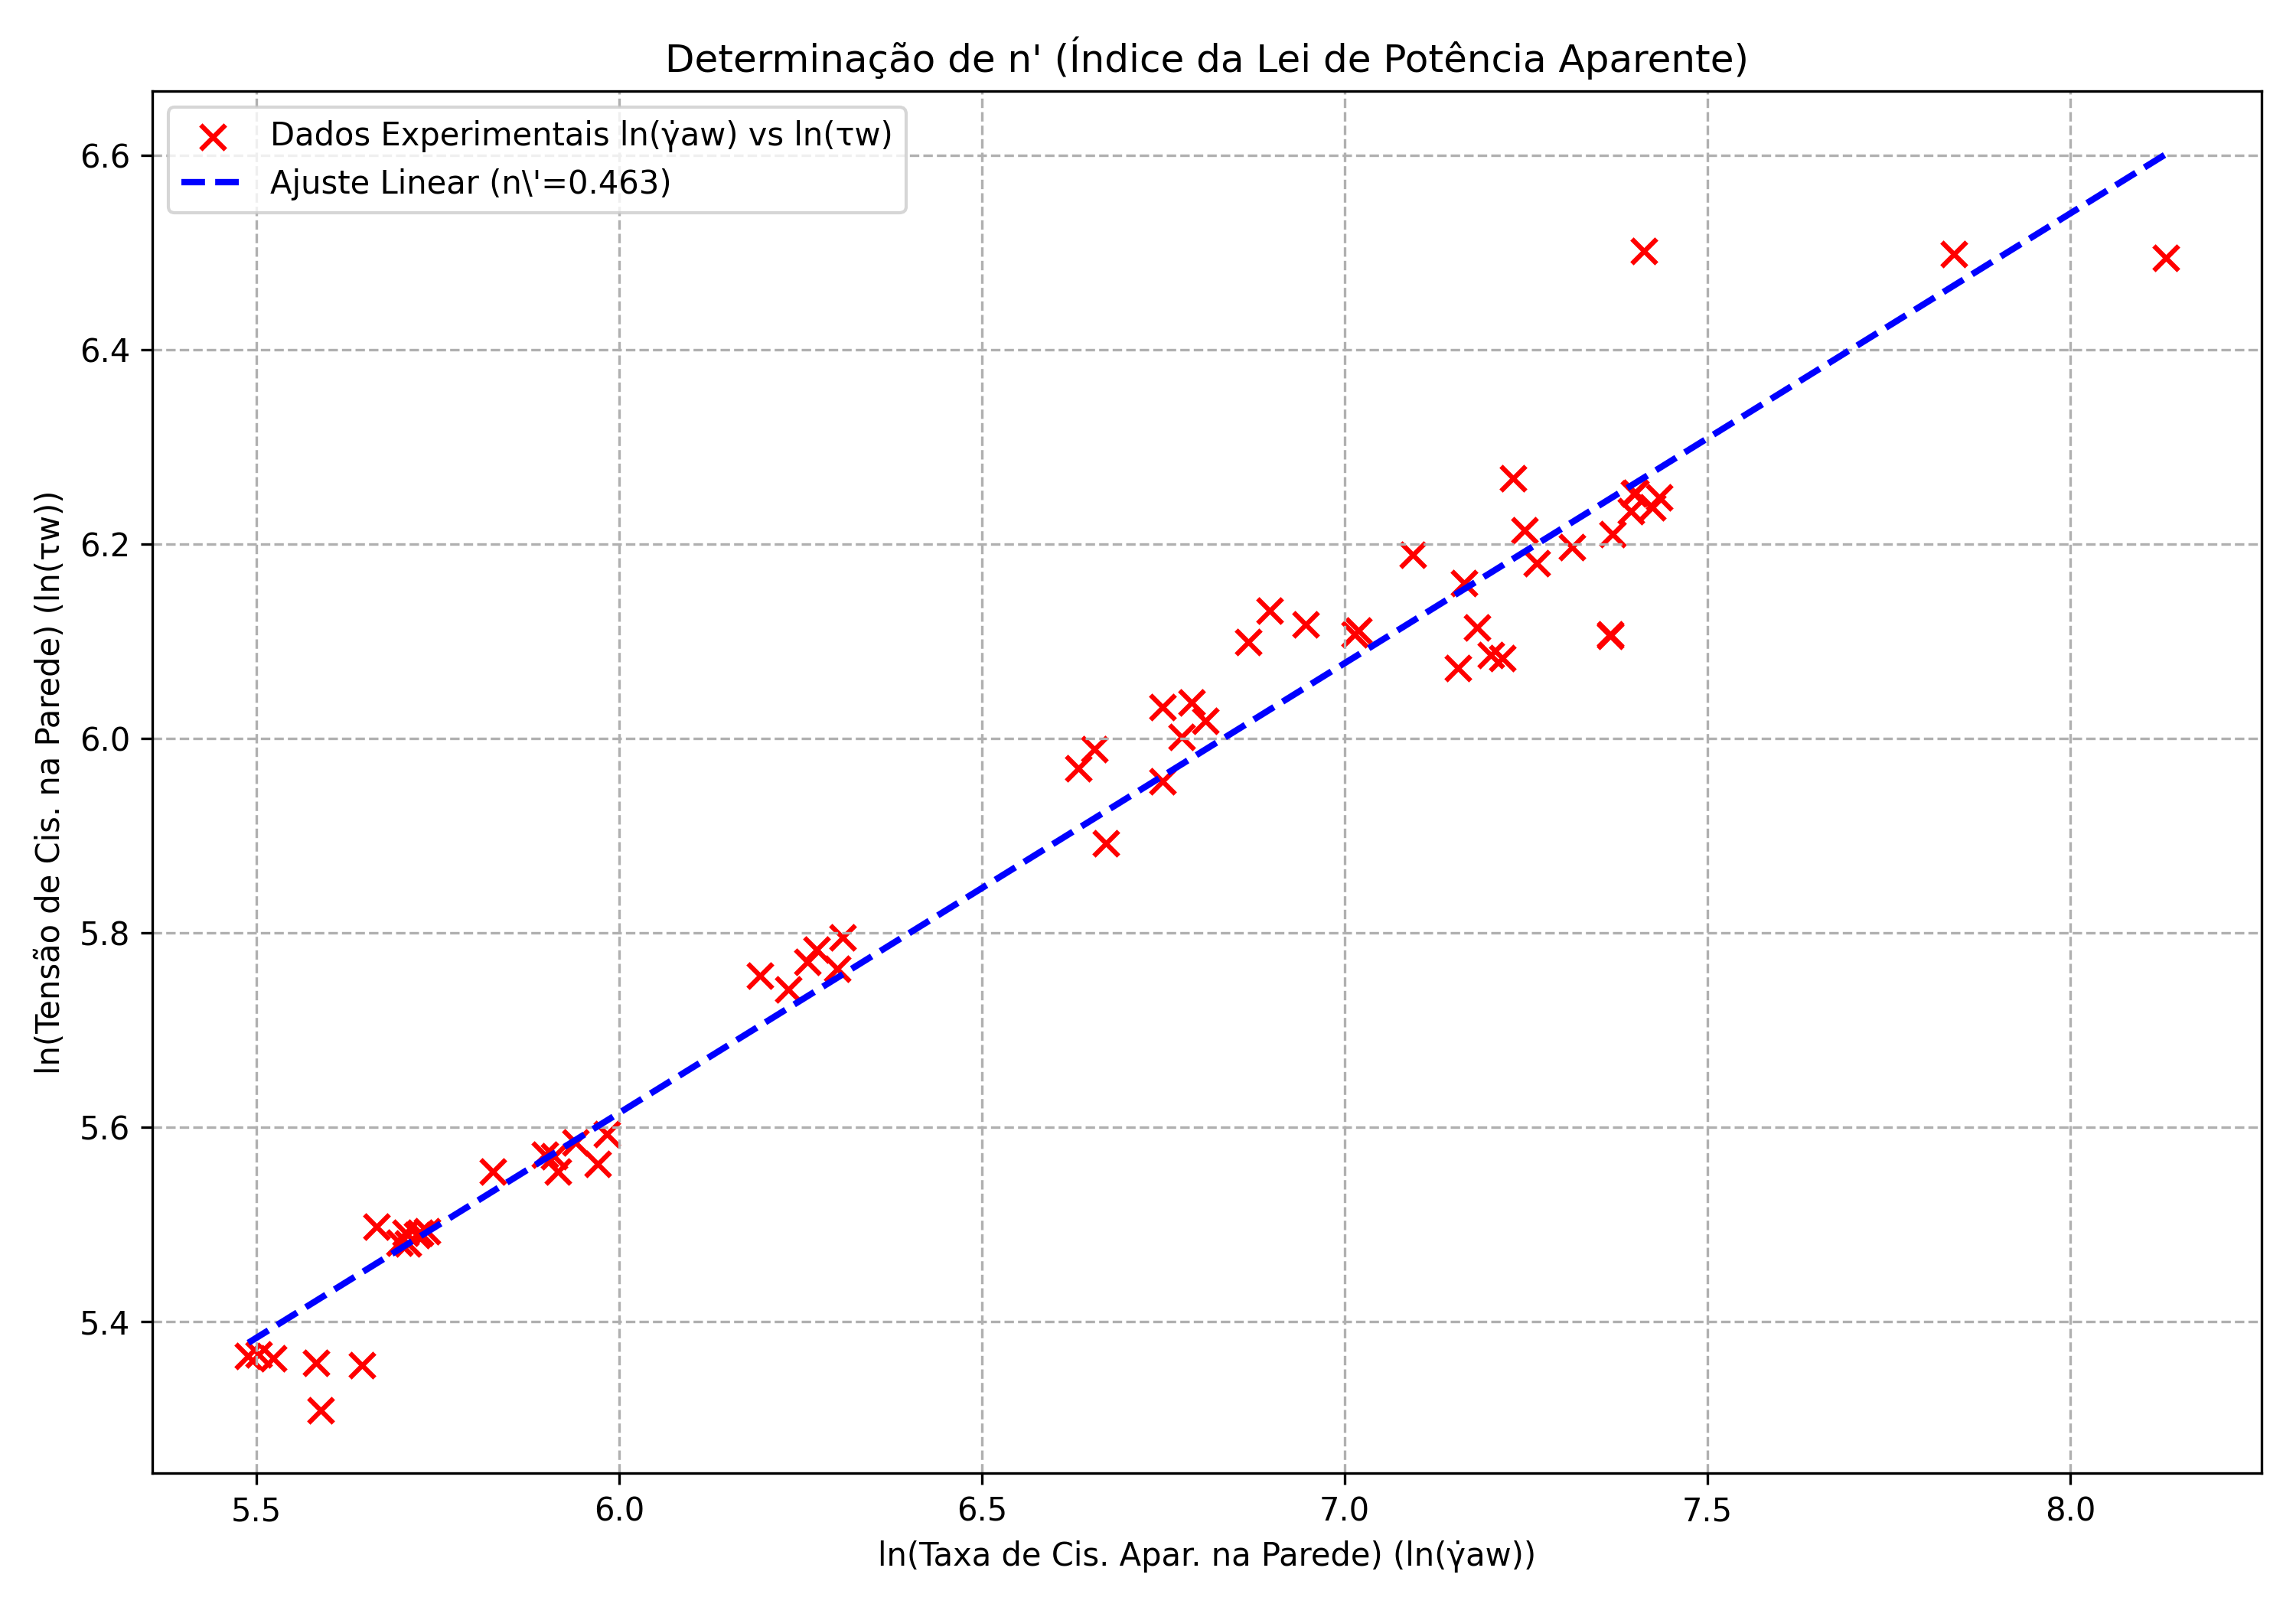 Determinação de n' (Índice da Lei de Potência Aparente)
Dados Experimentais ln(γ̇aw) vs ln(τw)
Ajuste Linear (n\'=0.463)
ln(Tensão de Cis. na Parede) (ln(τw))
6.6
6.4
6.2
6.0
5.8
5.6
5.4
5.5
6.0
6.5
7.0
7.5
8.0
ln(Taxa de Cis. Apar. na Parede) (ln(γ̇aw))